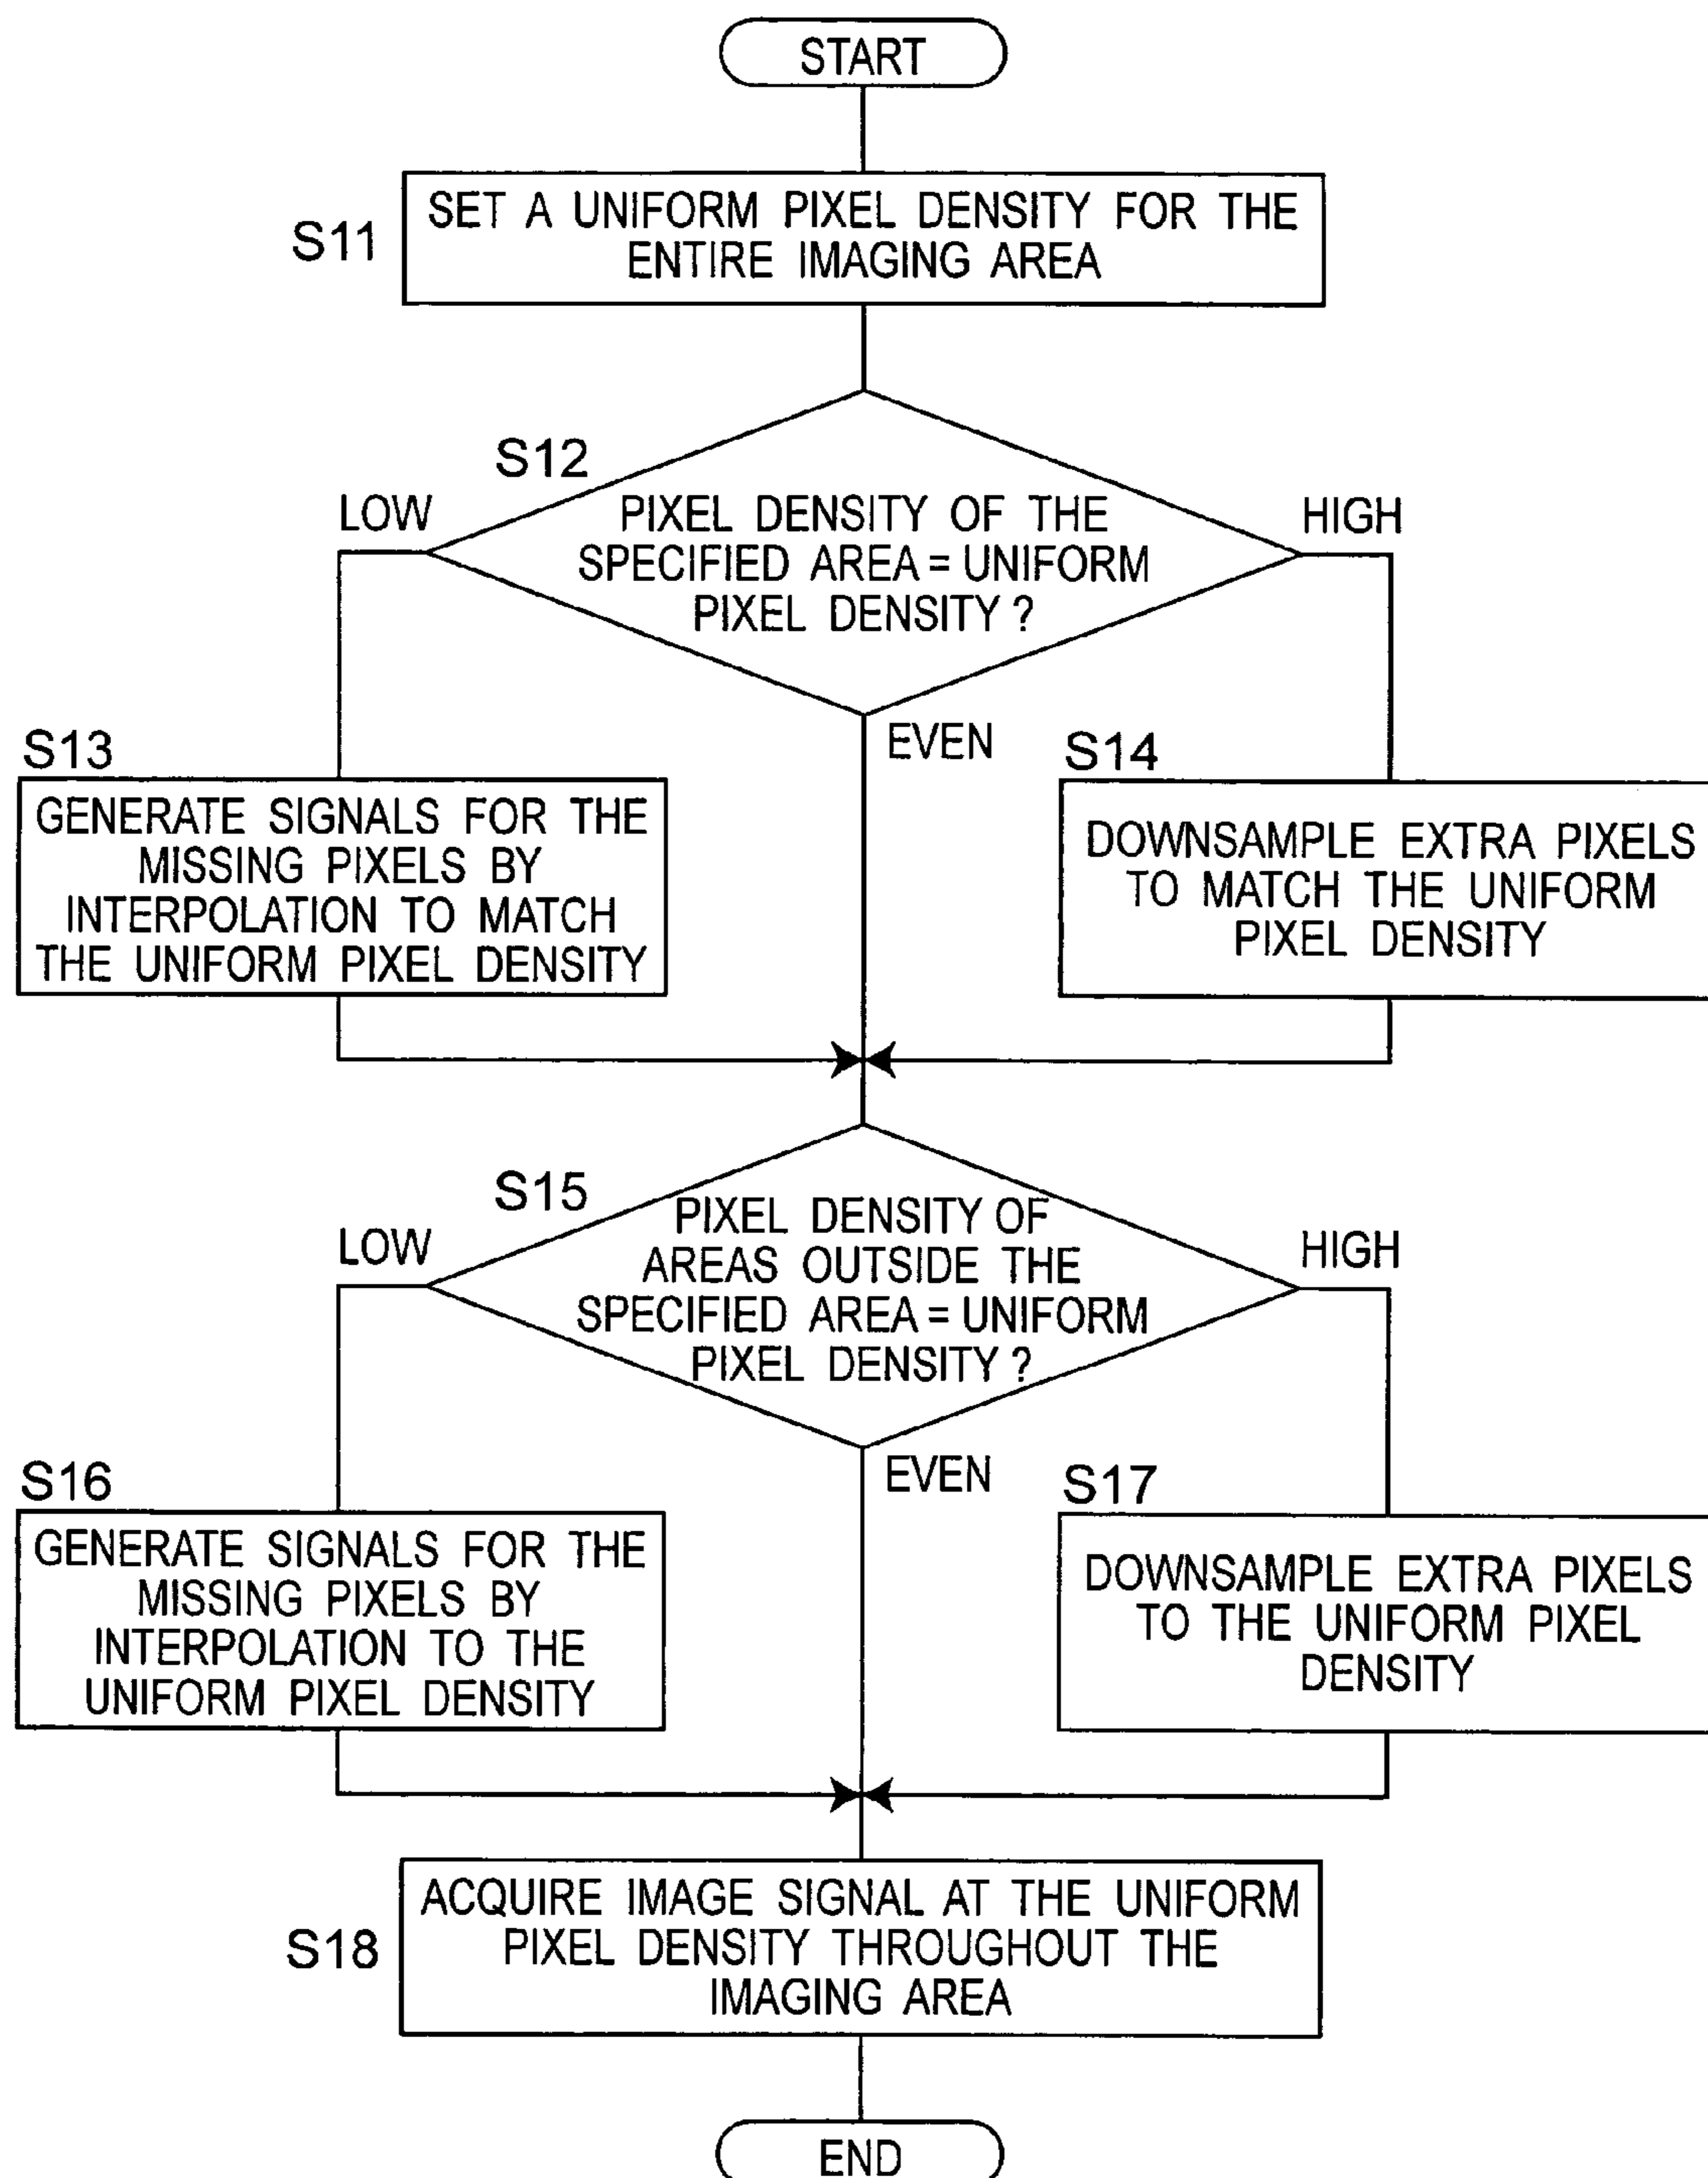 START
S11
SET A UNIFORM PIXEL DENSITY FOR THE
ENTIRE IMAGING AREA
S12
LOW
HIGH
PIXEL DENSITY OF THE
SPECIFIED AREA = UNIFORM
PIXEL DENSITY ?
EVEN
S13
GENERATE SIGNALS FOR THE
MISSING PIXELS BY
INTERPOLATION TO MATCH
THE UNIFORM PIXEL DENSITY
S14
DOWNSAMPLE EXTRA PIXELS
TO MATCH THE UNIFORM
PIXEL DENSITY
S15
LOW
HIGH
PIXEL DENSITY OF
AREAS OUTSIDE THE
SPECIFIED AREA = UNIFORM
PIXEL DENSITY ?
EVEN
S16
GENERATE SIGNALS FOR THE
MISSING PIXELS BY
INTERPOLATION TO THE
UNIFORM PIXEL DENSITY
S17
DOWNSAMPLE EXTRA PIXELS
TO THE UNIFORM PIXEL
DENSITY
S18
ACQUIRE IMAGE SIGNAL AT THE UNIFORM
PIXEL DENSITY THROUGHOUT THE
IMAGING AREA
END